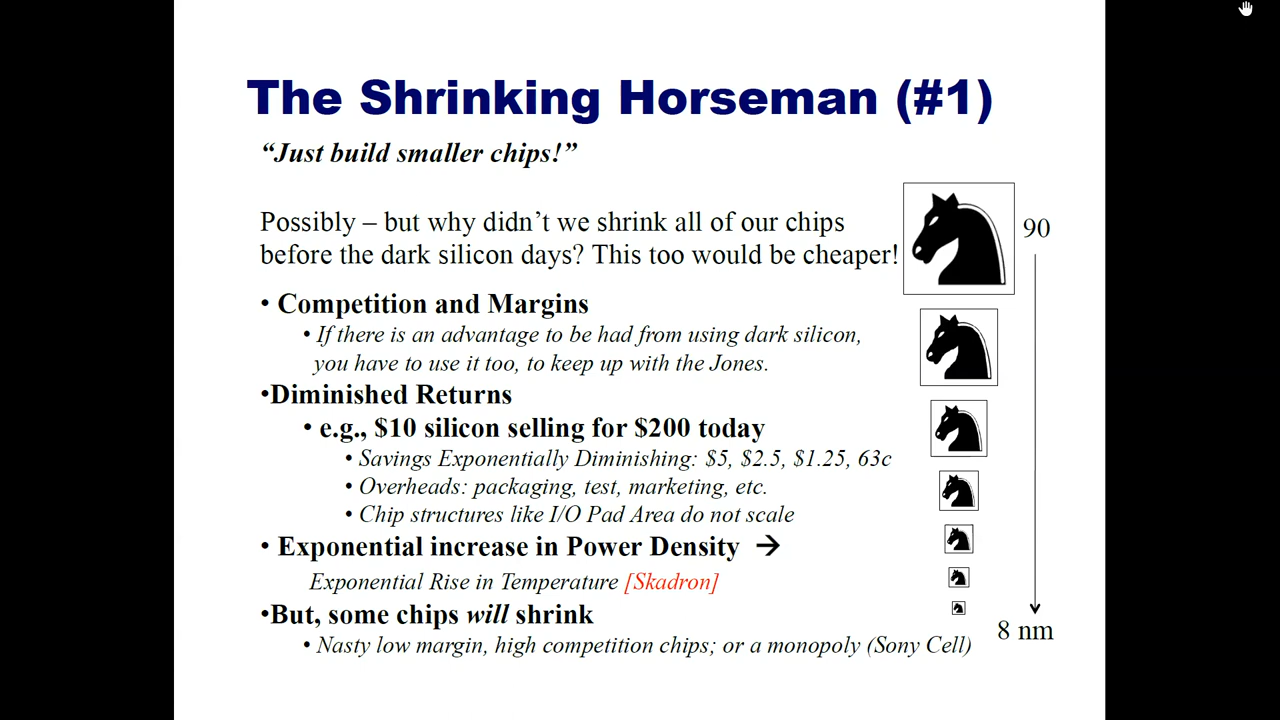 The Shrinking Horseman (#1)
“Just build smaller chips!”
Possibly – but why didn’t we shrink all of our chips
before the dark silicon days? This too would be cheaper!
• Competition and Margins
• If there is an advantage to be had from using dark silicon,
you have to use it too, to keep up with the Jones.
•Diminished Returns
• e.g., $10 silicon selling for $200 today
• Savings Exponentially Diminishing: $5, $2.5, $1.25, 63c
• Overheads: packaging, test, marketing, etc.
• Chip structures like I/O Pad Area do not scale
• Exponential increase in Power Density →
Exponential Rise in Temperature [Skadron]
•But, some chips will shrink
• Nasty low margin, high competition chips; or a monopoly (Sony Cell)
90
8 nm